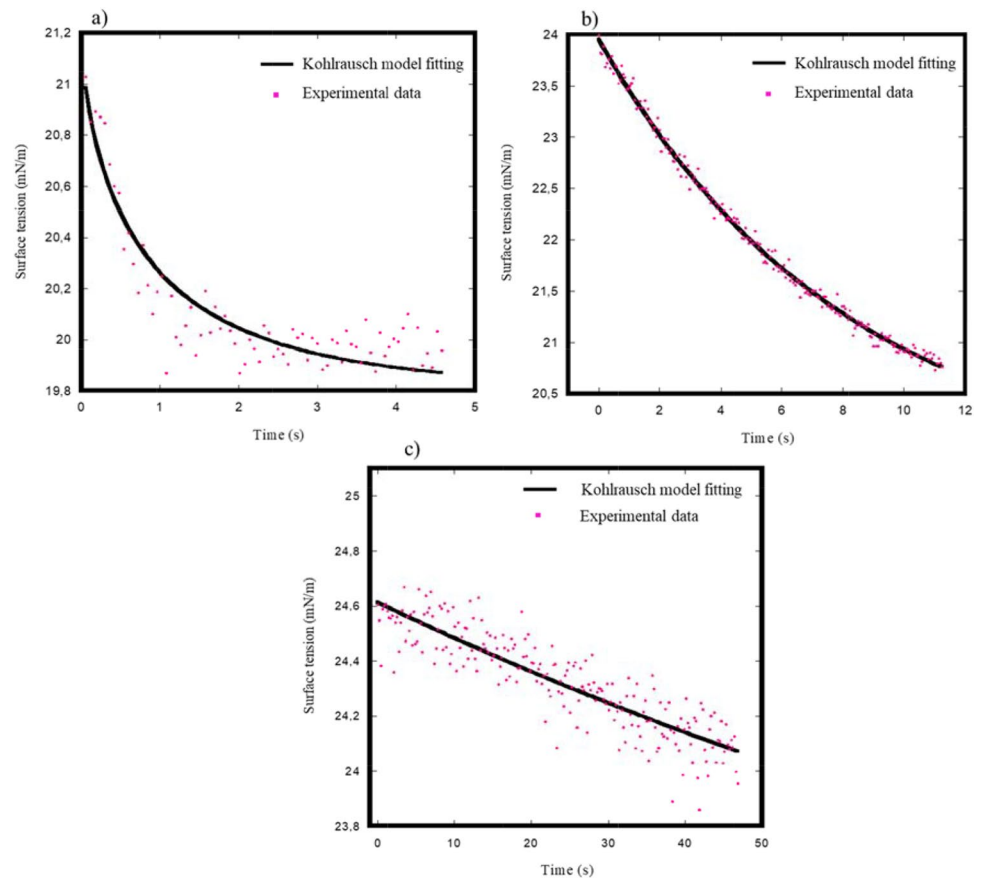 a)
21,2
21
20,8
20,6
20,4
20,2
20
19,8
0 1 2 3 4 5
Surface tension (mN/m)
Time (s)
Kohlrausch model fitting
Experimental data
b)
24
23,5
23
22,5
22
21,5
21
20,5
0 2 4 6 8 10 12
Surface tension (mN/m)
Time (s)
Kohlrausch model fitting
Experimental data
c)
25
24,8
24,6
24,4
24,2
24
23,8
0 10 20 30 40 50
Surface tension (mN/m)
Time (s)
Kohlrausch model fitting
Experimental data